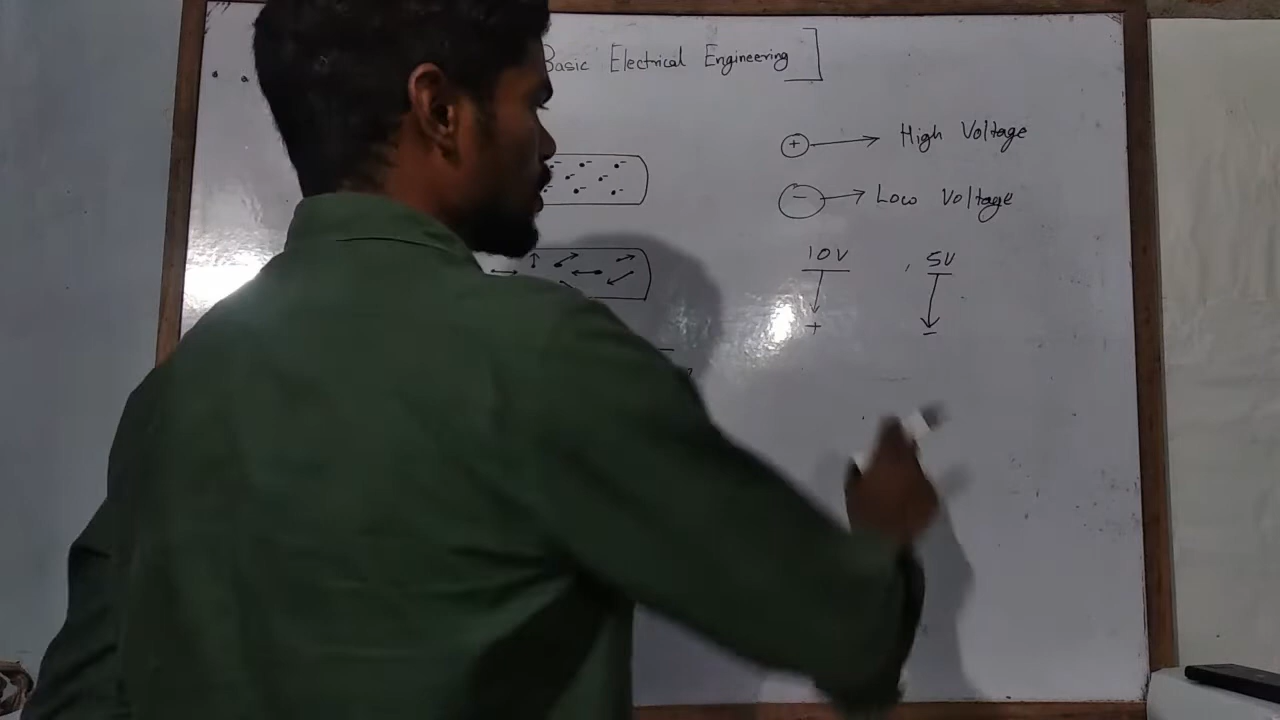 Basic Electrical Engineering ]
+ → High Voltage
- → Low Voltage
10V , 5V
+ -